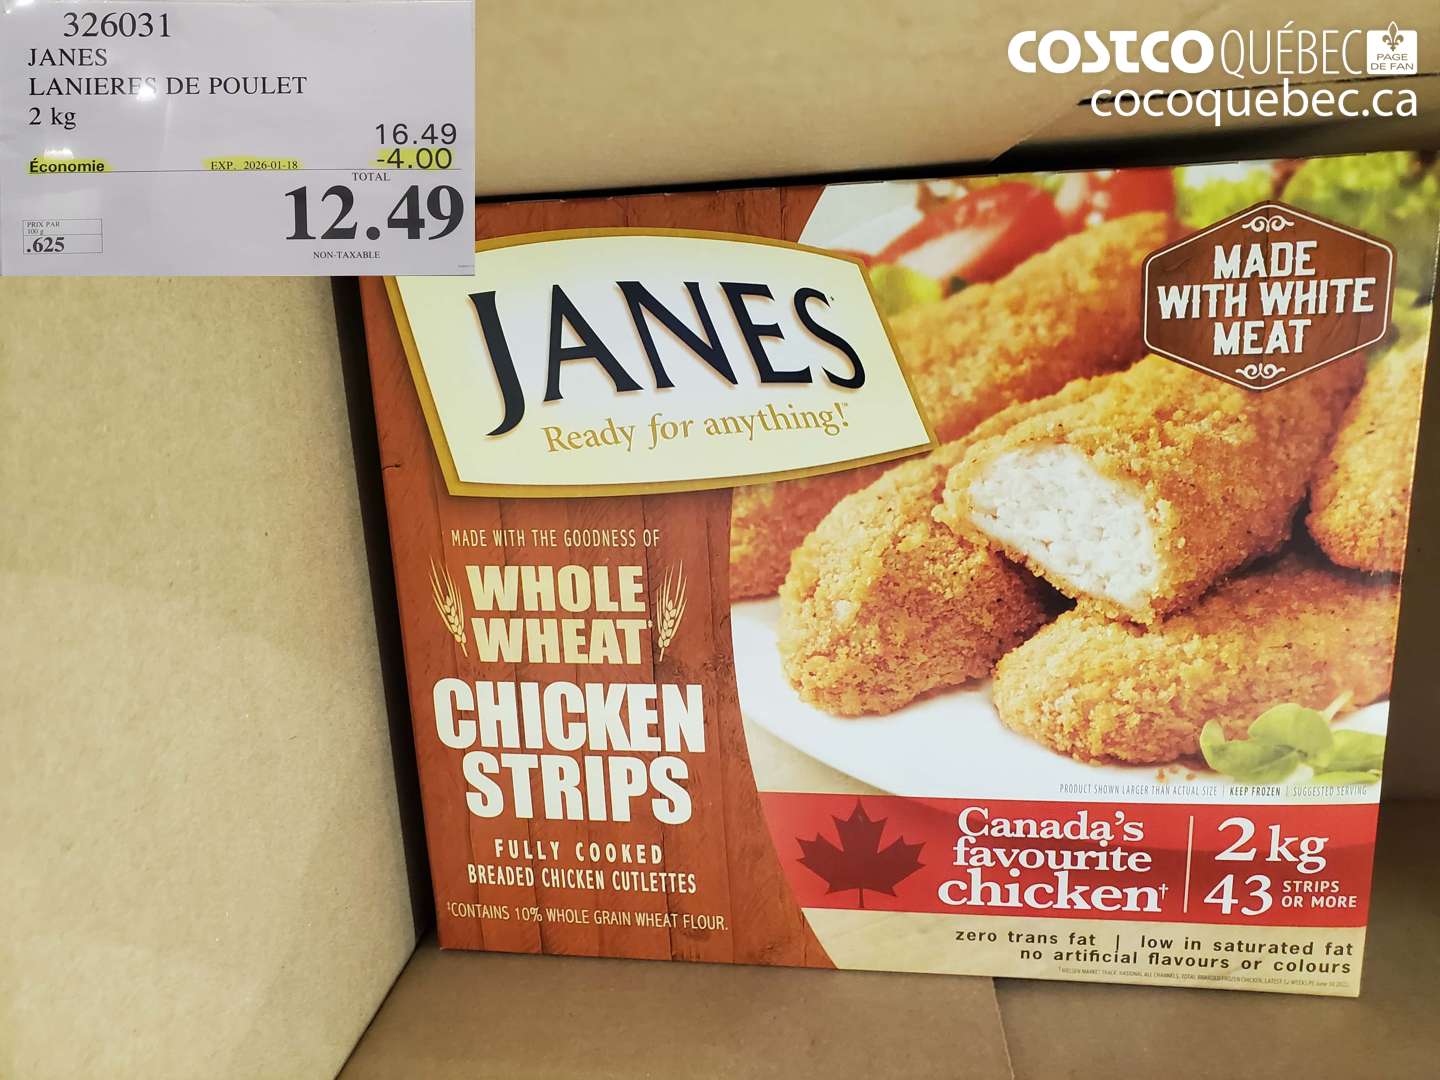 326031
JANES
LANIERES DE POULET
2 kg
16.49
Économie EXP. 2026-01-18 -4.00
TOTAL
12.49
PRIX PAR
100 g
.625
NON-TAXABLE
COSTCO QUÉBEC PAGE DE FAN
cocoquebec.ca
JANES
Ready for anything!™
MADE
WITH WHITE
MEAT
MADE WITH THE GOODNESS OF
WHOLE
WHEAT‡
CHICKEN
STRIPS
FULLY COOKED
BREADED CHICKEN CUTLETTES
‡CONTAINS 10% WHOLE GRAIN WHEAT FLOUR.
PRODUCT SHOWN LARGER THAN ACTUAL SIZE | KEEP FROZEN | SUGGESTED SERVING
Canada's
favourite
chicken†
2 kg
43 STRIPS OR MORE
zero trans fat | low in saturated fat
no artificial flavours or colours